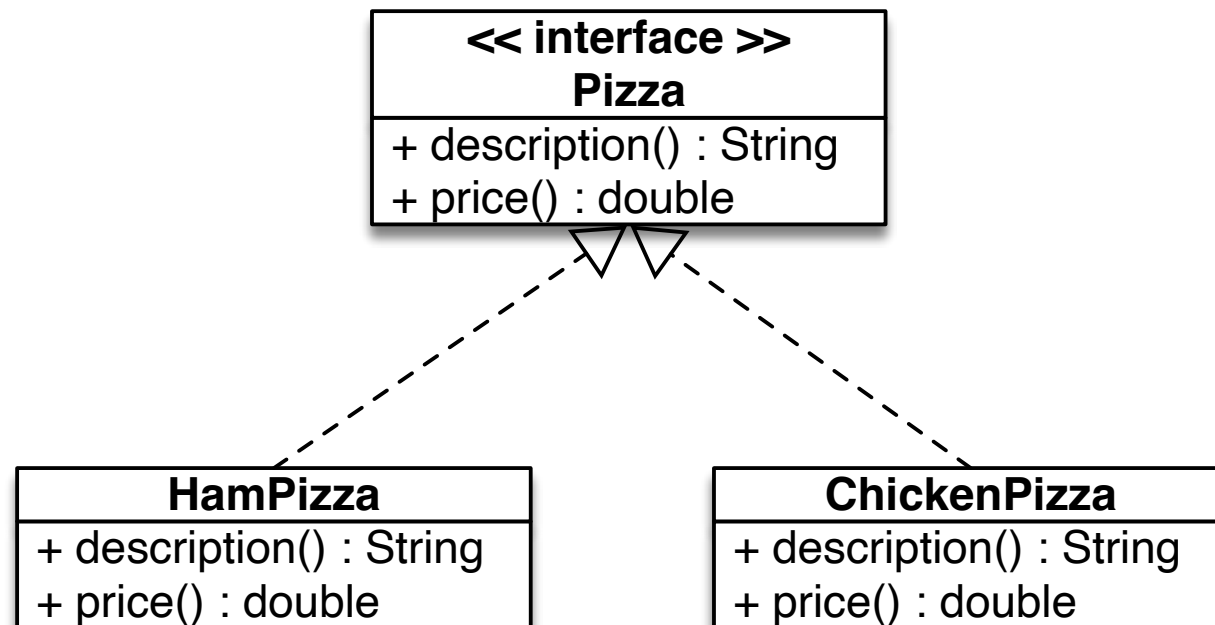 << interface >>
Pizza
+ description() : String
+ price() : double
HamPizza
+ description() : String
+ price() : double
ChickenPizza
+ description() : String
+ price() : double